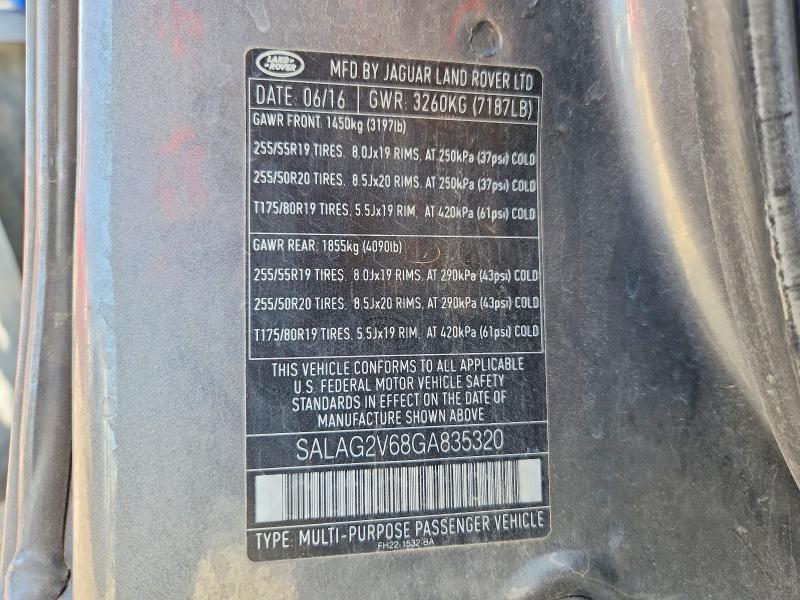 LAND ROVER
MFD BY JAGUAR LAND ROVER LTD
DATE: 06/16 GWR: 3260KG (7187LB)
GAWR FRONT: 1450kg (3197lb)
255/55R19 TIRES. 8.0Jx19 RIMS, AT 250kPa (37psi) COLD
255/50R20 TIRES. 8.5Jx20 RIMS, AT 250kPa (37psi) COLD
T175/80R19 TIRES, 5.5Jx19 RIM, AT 420kPa (61psi) COLD
GAWR REAR: 1855kg (4090lb)
255/55R19 TIRES. 8.0Jx19 RIMS, AT 290kPa (43psi) COLD
255/50R20 TIRES. 8.5Jx20 RIMS, AT 290kPa (43psi) COLD
T175/80R19 TIRES, 5.5Jx19 RIM, AT 420kPa (61psi) COLD
THIS VEHICLE CONFORMS TO ALL APPLICABLE
U.S. FEDERAL MOTOR VEHICLE SAFETY
STANDARDS IN EFFECT ON THE DATE OF
MANUFACTURE SHOWN ABOVE
SALAG2V68GA835320
TYPE: MULTI-PURPOSE PASSENGER VEHICLE
FH22-1532-BA